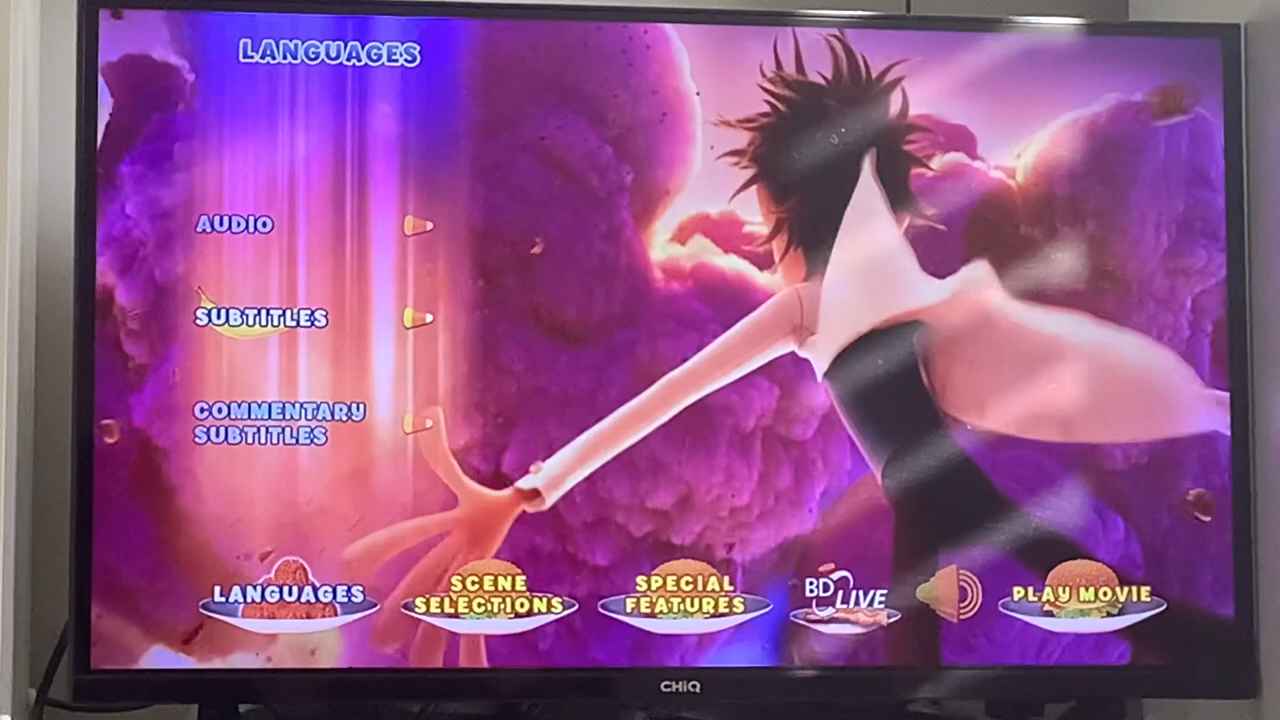 LANGUAGES
AUDIO
SUBTITLES
COMMENTARY
SUBTITLES
LANGUAGES
SCENE
SELECTIONS
SPECIAL
FEATURES
BD LIVE
PLAY MOVIE
CHiQ